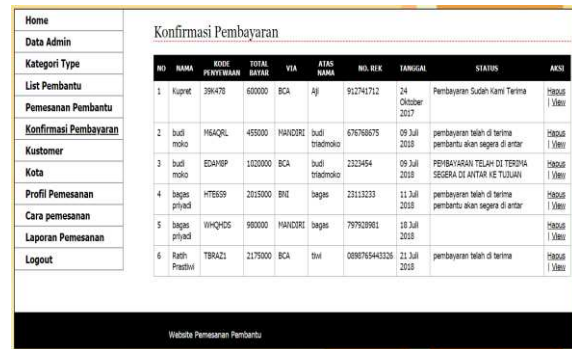 Home
Data Admin
Kategori Type
List Pembantu
Pemesanan Pembantu
Konfirmasi Pembayaran
Kustomer
Kota
Profil Pemesanan
Cara pemesanan
Laporan Pemesanan
Logout
Konfirmasi Pembayaran
NO NAMA KODE PENYEWAAN TOTAL BAYAR VIA ATAS NAMA NO. REK TANGGAL STATUS AKSI
1 Kupret 39K478 600000 BCA Aji 912741712 24 Oktober 2017 Pembayaran Sudah Kami Terima Hapus | View
2 budi moko M6AQRL 455000 MANDIRI budi triadmoko 676768675 09 Juli 2018 pembayaran telah di terima pembantu akan segera di antar Hapus | View
3 budi moko EDAM8P 1020000 BCA budi triadmoko 2323454 09 Juli 2018 PEMBAYARAN TELAH DI TERIMA SEGERA DI ANTAR KE TUJUAN Hapus | View
4 bagas priyadi HTE6S9 2015000 BNI bagas 23113233 11 Juli 2018 pembayaran telah di terima pembantu akan segera di antar Hapus | View
5 bagas priyadi WHQHDS 980000 MANDIRI bagas 797928981 18 Juli 2018 Hapus | View
6 Ratih Prastiwi TBRAZ1 2175000 BCA tiwi 0898765443326 21 Juli 2018 pembayaran telah di terima Hapus | View
Website Pemesanan Pembantu